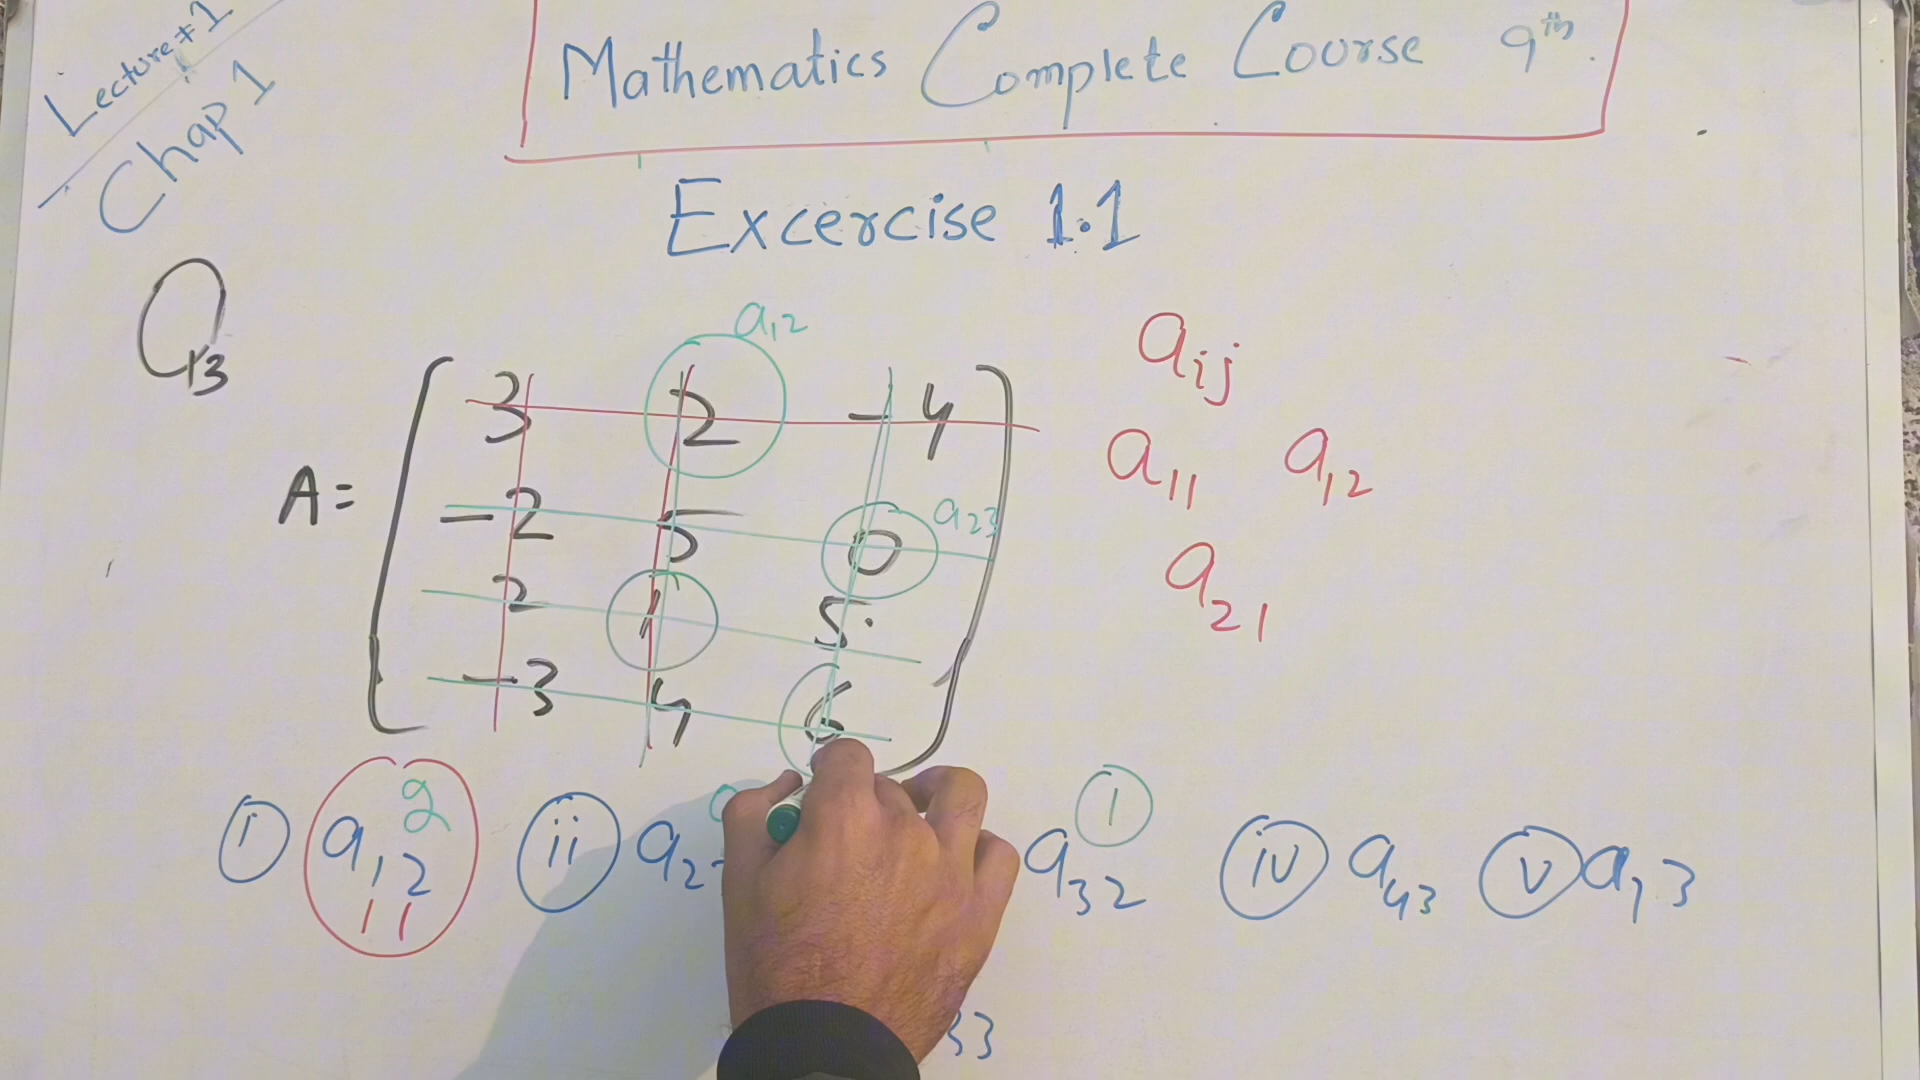 Lecture # 1
Chap 1
Mathematics Complete Course 9th
Excercise 1.1
Q13
a12
aij
3 2 -4
a11 a12
A=
-2 5 0 a23
2 1 5
a21
-3 4 6
2 1
i a12 ii a2 a32 iv a43 v a13
11
33